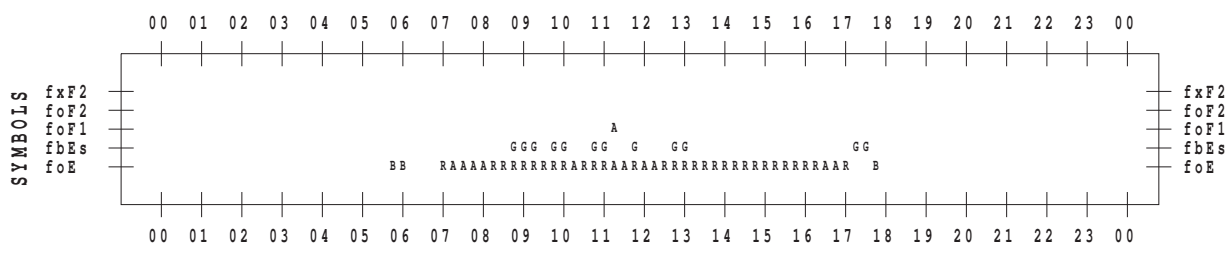 00 01 02 03 04 05 06 07 08 09 10 11 12 13 14 15 16 17 18 19 20 21 22 23 00
SYMBOLS
fxF2 fxF2
foF2 foF2
foF1 A foF1
fbEs GGG GG GG G GG GG fbEs
foE BB RAAAARRRRRRRRARRRAARAARRRRRRRRRRRRRRRRAAR B foE
00 01 02 03 04 05 06 07 08 09 10 11 12 13 14 15 16 17 18 19 20 21 22 23 00